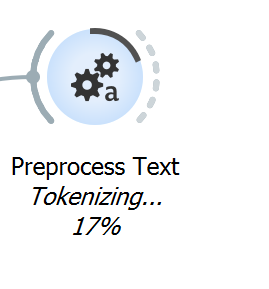 a
Preprocess Text
Tokenizing...
17%